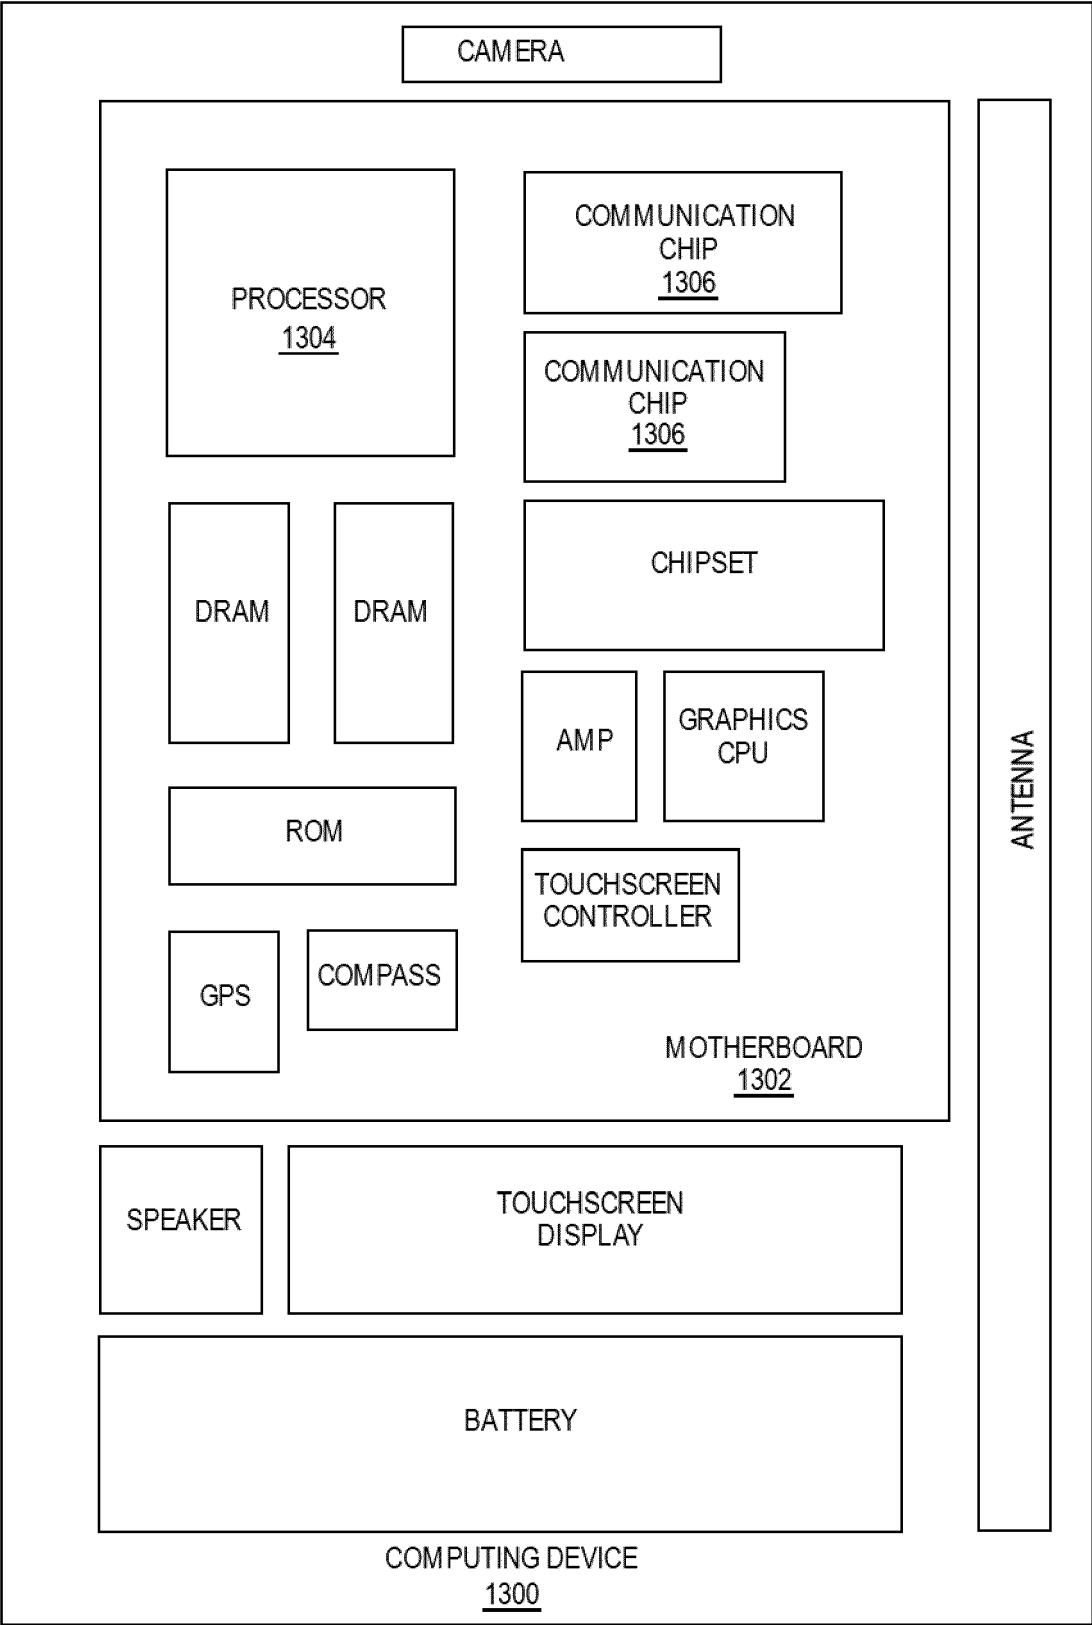 CAMERA
PROCESSOR
1304
COMMUNICATION
CHIP
1306
COMMUNICATION
CHIP
1306
DRAM
DRAM
CHIPSET
AMP
GRAPHICS
CPU
ROM
TOUCHSCREEN
CONTROLLER
GPS
COMPASS
MOTHERBOARD
1302
ANTENNA
SPEAKER
TOUCHSCREEN
DISPLAY
BATTERY
COMPUTING DEVICE
1300